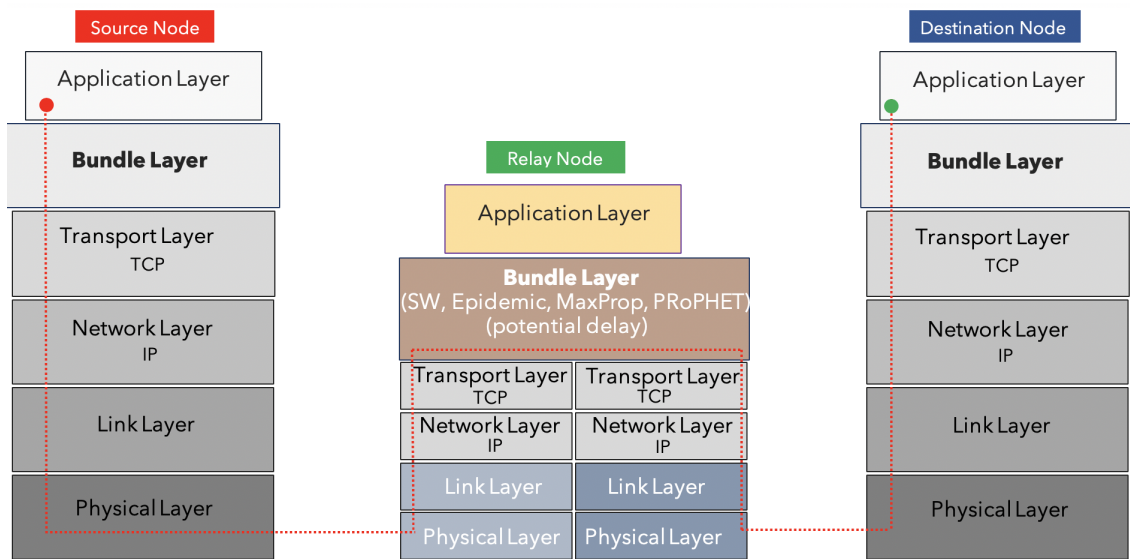 Source Node
Application Layer
Bundle Layer
Transport Layer
TCP
Network Layer
IP
Link Layer
Physical Layer
Relay Node
Application Layer
Bundle Layer
(SW, Epidemic, MaxProp, PRoPHET)
(potential delay)
Transport Layer
TCP
Network Layer
IP
Link Layer
Physical Layer
Transport Layer
TCP
Network Layer
IP
Link Layer
Physical Layer
Destination Node
Application Layer
Bundle Layer
Transport Layer
TCP
Network Layer
IP
Link Layer
Physical Layer